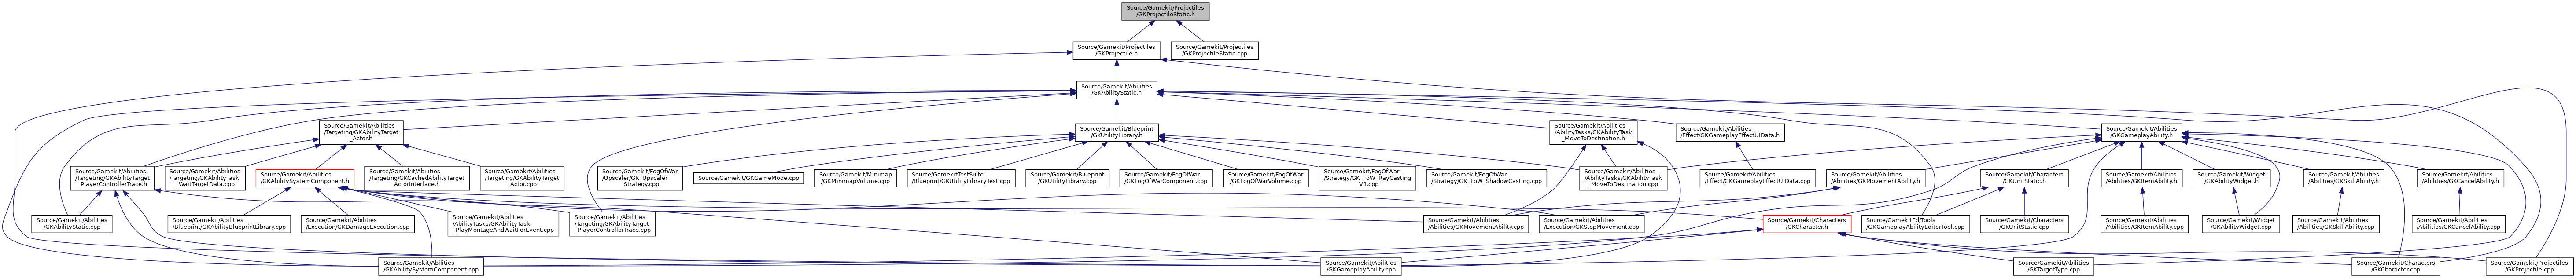 Source/Gamekit/Projectiles
/GKProjectileStatic.h
Source/Gamekit/Projectiles
/GKProjectile.h
Source/Gamekit/Projectiles
/GKProjectileStatic.cpp
Source/Gamekit/Abilities
/GKAbilityStatic.h
Source/Gamekit/Abilities
/Targeting/GKAbilityTarget
_Actor.h
Source/Gamekit/Blueprint
/GKUtilityLibrary.h
Source/Gamekit/Abilities
/AbilityTasks/GKAbilityTask
_MoveToDestination.h
Source/Gamekit/Abilities
/Effect/GKGameplayEffectUIData.h
Source/Gamekit/Abilities
/GKGameplayAbility.h
Source/Gamekit/Abilities
/Targeting/GKAbilityTarget
_PlayerControllerTrace.h
Source/Gamekit/Abilities
/Targeting/GKAbilityTask
_WaitTargetData.cpp
Source/Gamekit/Abilities
/GKAbilitySystemComponent.h
Source/Gamekit/Abilities
/Targeting/GKCachedAbilityTarget
ActorInterface.h
Source/Gamekit/Abilities
/Targeting/GKAbilityTarget
_Actor.cpp
Source/Gamekit/FogOfWar
/Upscaler/GK_Upscaler
_Strategy.cpp
Source/Gamekit/GKGameMode.cpp
Source/Gamekit/Minimap
/GKMinimapVolume.cpp
Source/Gamekit/TestSuite
/Blueprint/GKUtilityLibraryTest.cpp
Source/Gamekit/Blueprint
/GKUtilityLibrary.cpp
Source/Gamekit/FogOfWar
/GKFogOfWarComponent.cpp
Source/Gamekit/FogOfWar
/GKFogOfWarVolume.cpp
Source/Gamekit/FogOfWar
/Strategy/GK_FoW_RayCasting
_V3.cpp
Source/Gamekit/FogOfWar
/Strategy/GK_FoW_ShadowCasting.cpp
Source/Gamekit/Abilities
/AbilityTasks/GKAbilityTask
_MoveToDestination.cpp
Source/Gamekit/Abilities
/Effect/GKGameplayEffectUIData.cpp
Source/Gamekit/Abilities
/Abilities/GKMovementAbility.h
Source/Gamekit/Characters
/GKUnitStatic.h
Source/Gamekit/Abilities
/Abilities/GKItemAbility.h
Source/Gamekit/Widget
/GKAbilityWidget.h
Source/Gamekit/Abilities
/Abilities/GKSkillAbility.h
Source/Gamekit/Abilities
/Abilities/GKCancelAbility.h
Source/Gamekit/Abilities
/GKAbilityStatic.cpp
Source/Gamekit/Abilities
/Blueprint/GKAbilityBlueprintLibrary.cpp
Source/Gamekit/Abilities
/Execution/GKDamageExecution.cpp
Source/Gamekit/Abilities
/AbilityTasks/GKAbilityTask
_PlayMontageAndWaitForEvent.cpp
Source/Gamekit/Abilities
/Targeting/GKAbilityTarget
_PlayerControllerTrace.cpp
Source/Gamekit/Abilities
/Abilities/GKMovementAbility.cpp
Source/Gamekit/Abilities
/Execution/GKStopMovement.cpp
Source/Gamekit/Characters
/GKCharacter.h
Source/GamekitEd/Tools
/GKGameplayAbilityEditorTool.cpp
Source/Gamekit/Characters
/GKUnitStatic.cpp
Source/Gamekit/Abilities
/Abilities/GKItemAbility.cpp
Source/Gamekit/Widget
/GKAbilityWidget.cpp
Source/Gamekit/Abilities
/Abilities/GKSkillAbility.cpp
Source/Gamekit/Abilities
/Abilities/GKCancelAbility.cpp
Source/Gamekit/Abilities
/GKAbilitySystemComponent.cpp
Source/Gamekit/Abilities
/GKGameplayAbility.cpp
Source/Gamekit/Abilities
/GKTargetType.cpp
Source/Gamekit/Characters
/GKCharacter.cpp
Source/Gamekit/Projectiles
/GKProjectile.cpp